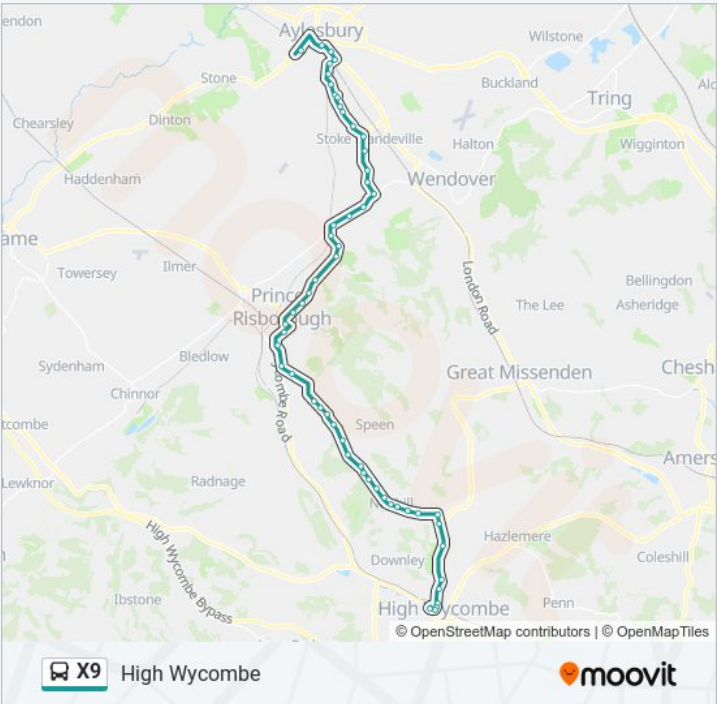 endon
Aylesbury
Wilstone
Stone
Buckland
Tring
Chearsley
Dinton
Stoke Mandeville
Halton
Wigginton
Haddenham
Wendover
ame
Towersey
Ilmer
London Road
Bellingdon
The Lee
Asheridge
Princes
Risborough
Bledlow
Sydenham
Great Missenden
Chesh
Chinnor
tcombe
Speen
Lewknor
Radnage
Amers
High Wycombe Bypass
Hazlemere
Downley
Coleshill
Ibstone
High Wycombe
Penn
© OpenStreetMap contributors | © OpenMapTiles
X9 High Wycombe
moovit